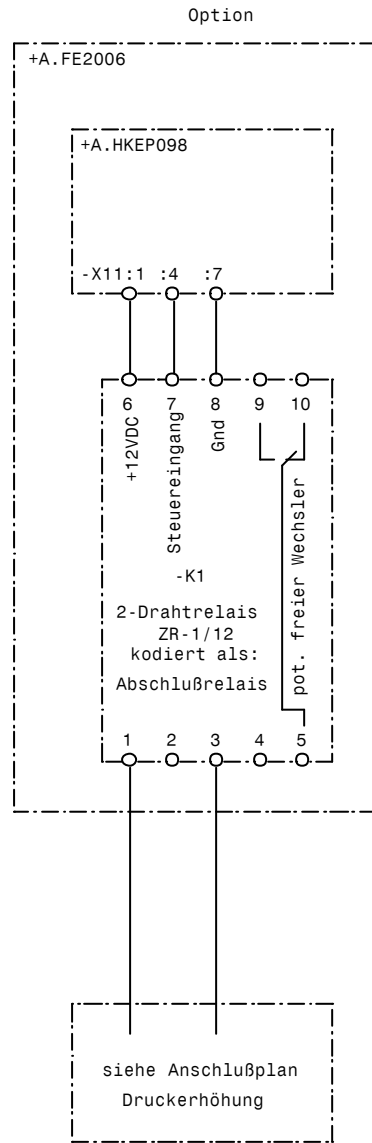 Option
+A.FE2006
+A.HKEP098
-X11:1 :4 :7
6 7 8 9 10
+12VDC
Steuereingang
Gnd
pot. freier Wechsler
-K1
2-Drahtrelais
ZR-1/12
kodiert als:
Abschlußrelais
1 2 3 4 5
siehe Anschlußplan
Druckerhöhung